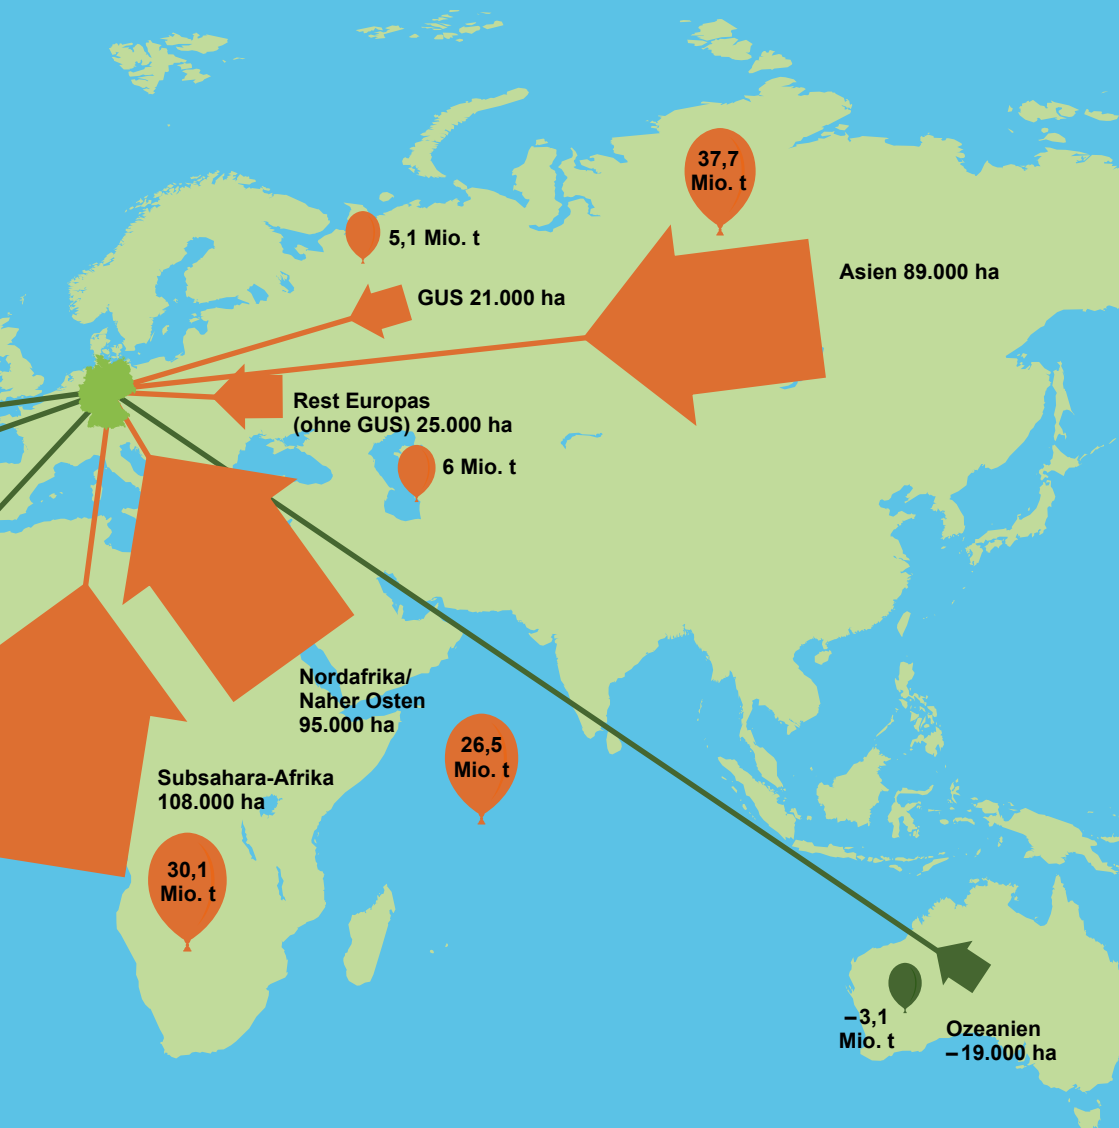 37,7
Mio. t
5,1 Mio. t
Asien 89.000 ha
GUS 21.000 ha
Rest Europas
(ohne GUS) 25.000 ha
6 Mio. t
Nordafrika/
Naher Osten
95.000 ha
26,5
Mio. t
Subsahara-Afrika
108.000 ha
30,1
Mio. t
–3,1
Mio. t
Ozeanien
–19.000 ha